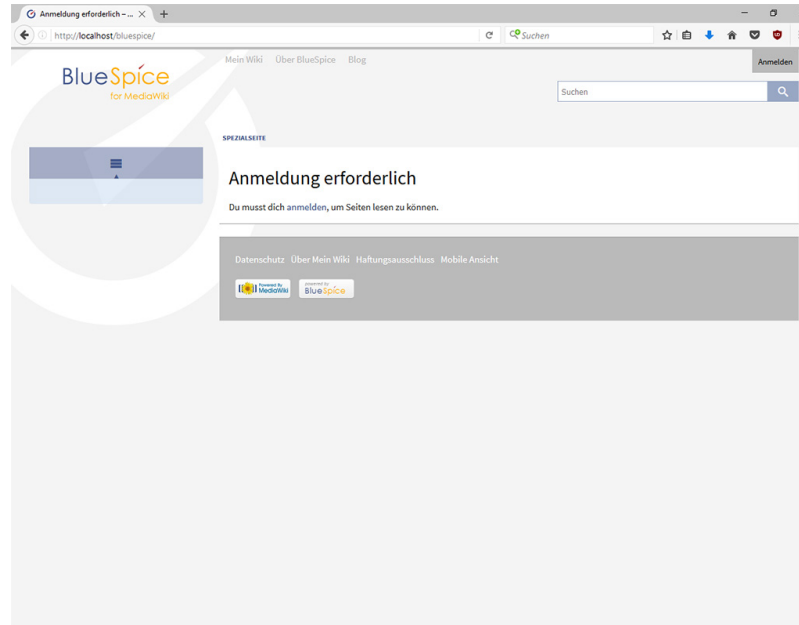 Anmeldung erforderlich – ...
http://localhost/bluespice/
Suchen
Mein Wiki Über BlueSpice Blog
Anmelden
BlueSpice
for MediaWiki
Suchen
SPEZIALSEITE
Anmeldung erforderlich
Du musst dich anmelden, um Seiten lesen zu können.
Datenschutz Über Mein Wiki Haftungsausschluss Mobile Ansicht
Powered By
MediaWiki
powered by
BlueSpice